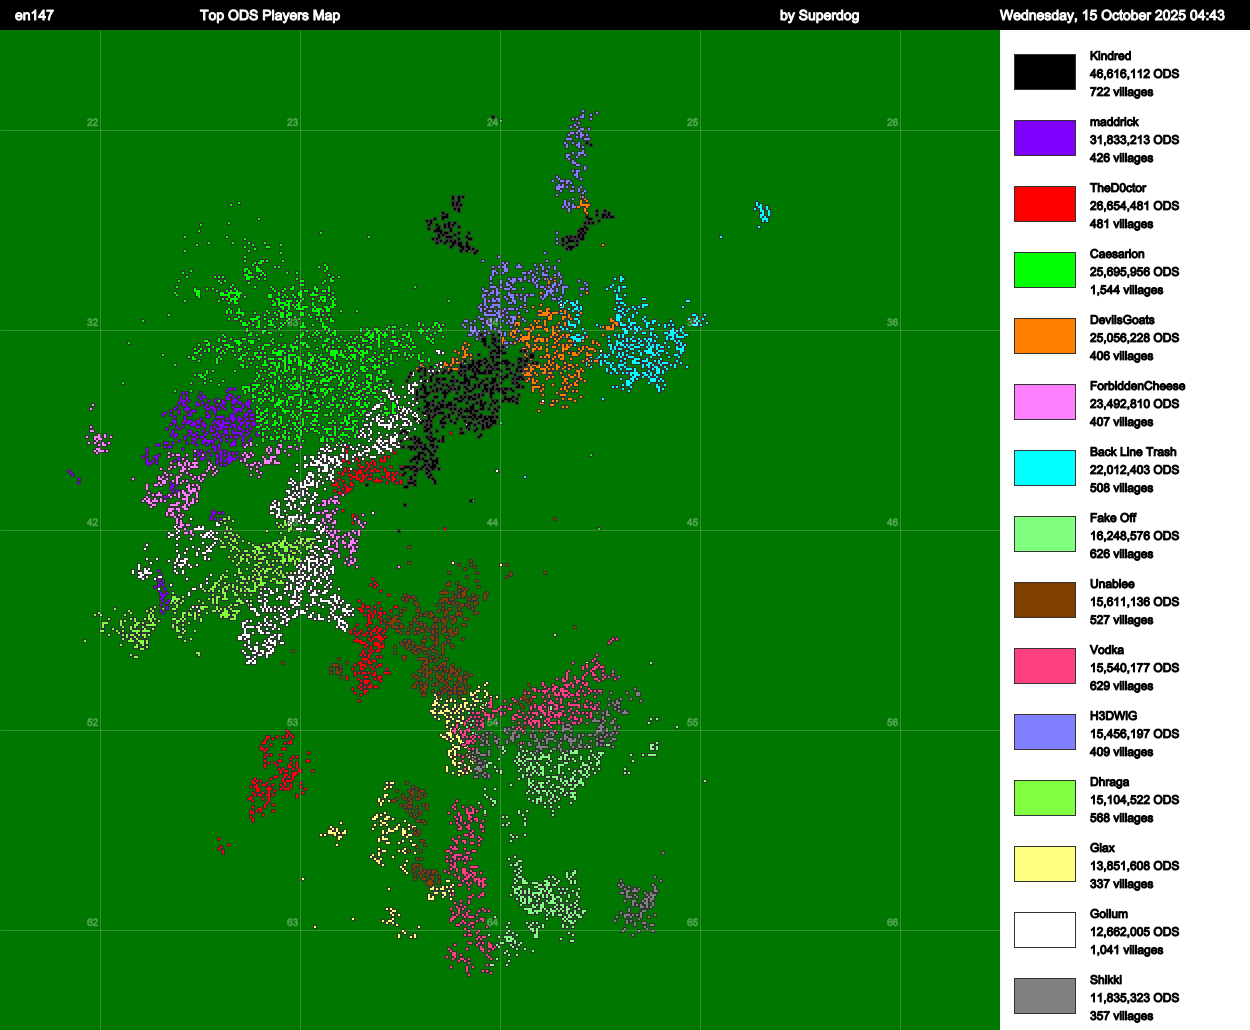 en147 Top ODS Players Map by Superdog Wednesday, 15 October 2025 04:43
22 23 24 25 26
32 33 36
42 44 45 46
52 53 54 55 56
62 63 64 65 66
Kindred
46,616,112 ODS
722 villages
maddrick
31,833,213 ODS
426 villages
TheD0ctor
26,654,481 ODS
481 villages
Caesarion
25,695,956 ODS
1,544 villages
DevilsGoats
25,056,228 ODS
406 villages
ForbiddenCheese
23,492,810 ODS
407 villages
Back Line Trash
22,012,403 ODS
508 villages
Fake Off
16,248,576 ODS
626 villages
Unablee
15,611,136 ODS
527 villages
Vodka
15,540,177 ODS
629 villages
H3DWIG
15,456,197 ODS
409 villages
Dhraga
15,104,522 ODS
568 villages
Glax
13,851,608 ODS
337 villages
Gollum
12,662,005 ODS
1,041 villages
Shikki
11,835,323 ODS
357 villages